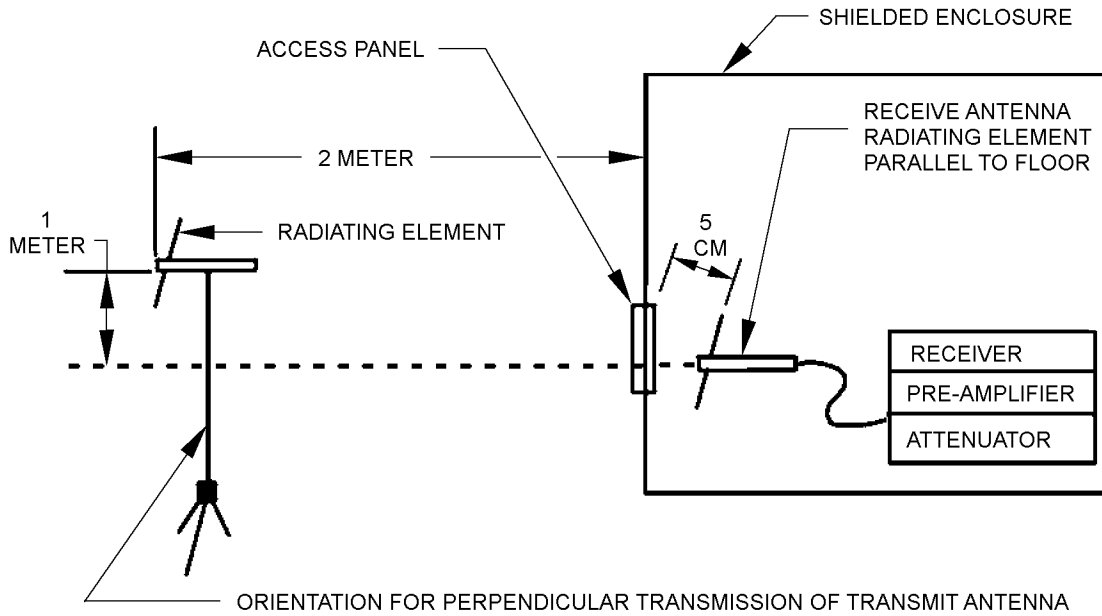 SHIELDED ENCLOSURE
ACCESS PANEL
RECEIVE ANTENNA
RADIATING ELEMENT
PARALLEL TO FLOOR
2 METER
1
METER
RADIATING ELEMENT
5
CM
RECEIVER
PRE-AMPLIFIER
ATTENUATOR
ORIENTATION FOR PERPENDICULAR TRANSMISSION OF TRANSMIT ANTENNA